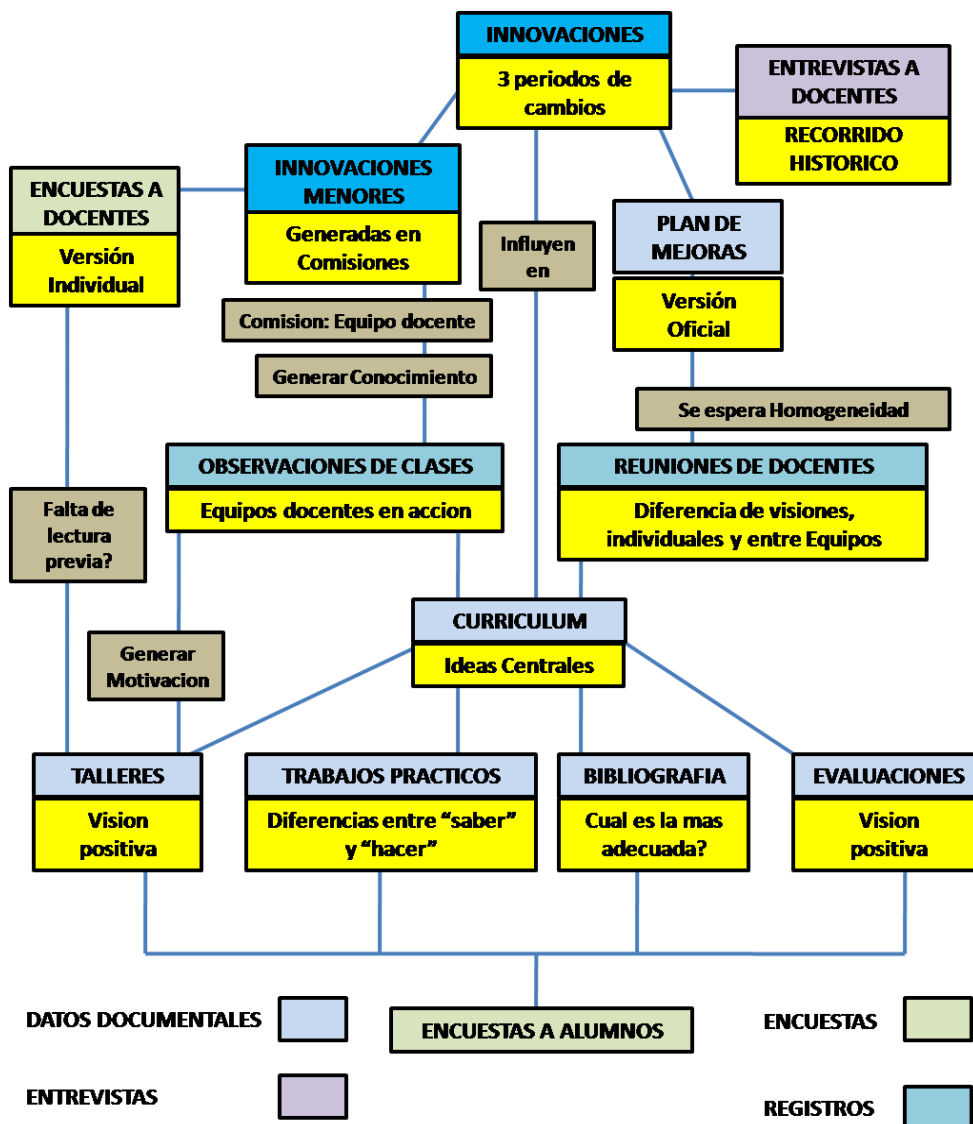 INNOVACIONES
3 periodos de
cambios
ENTREVISTAS A
DOCENTES
RECORRIDO
HISTORICO
ENCUESTAS A
DOCENTES
Versión
Individual
INNOVACIONES
MENORES
Generadas en
Comisiones
Influyen
en
PLAN DE
MEJORAS
Versión
Oficial
Comision: Equipo docente
Generar Conocimiento
Se espera Homogeneidad
OBSERVACIONES DE CLASES
Equipos docentes en accion
REUNIONES DE DOCENTES
Diferencia de visiones,
individuales y entre Equipos
Falta de
lectura
previa?
CURRICULUM
Ideas Centrales
Generar
Motivacion
TALLERES
Vision
positiva
TRABAJOS PRACTICOS
Diferencias entre “saber”
y “hacer”
BIBLIOGRAFIA
Cual es la mas
adecuada?
EVALUACIONES
Vision
positiva
DATOS DOCUMENTALES
ENCUESTAS A ALUMNOS
ENCUESTAS
ENTREVISTAS
REGISTROS